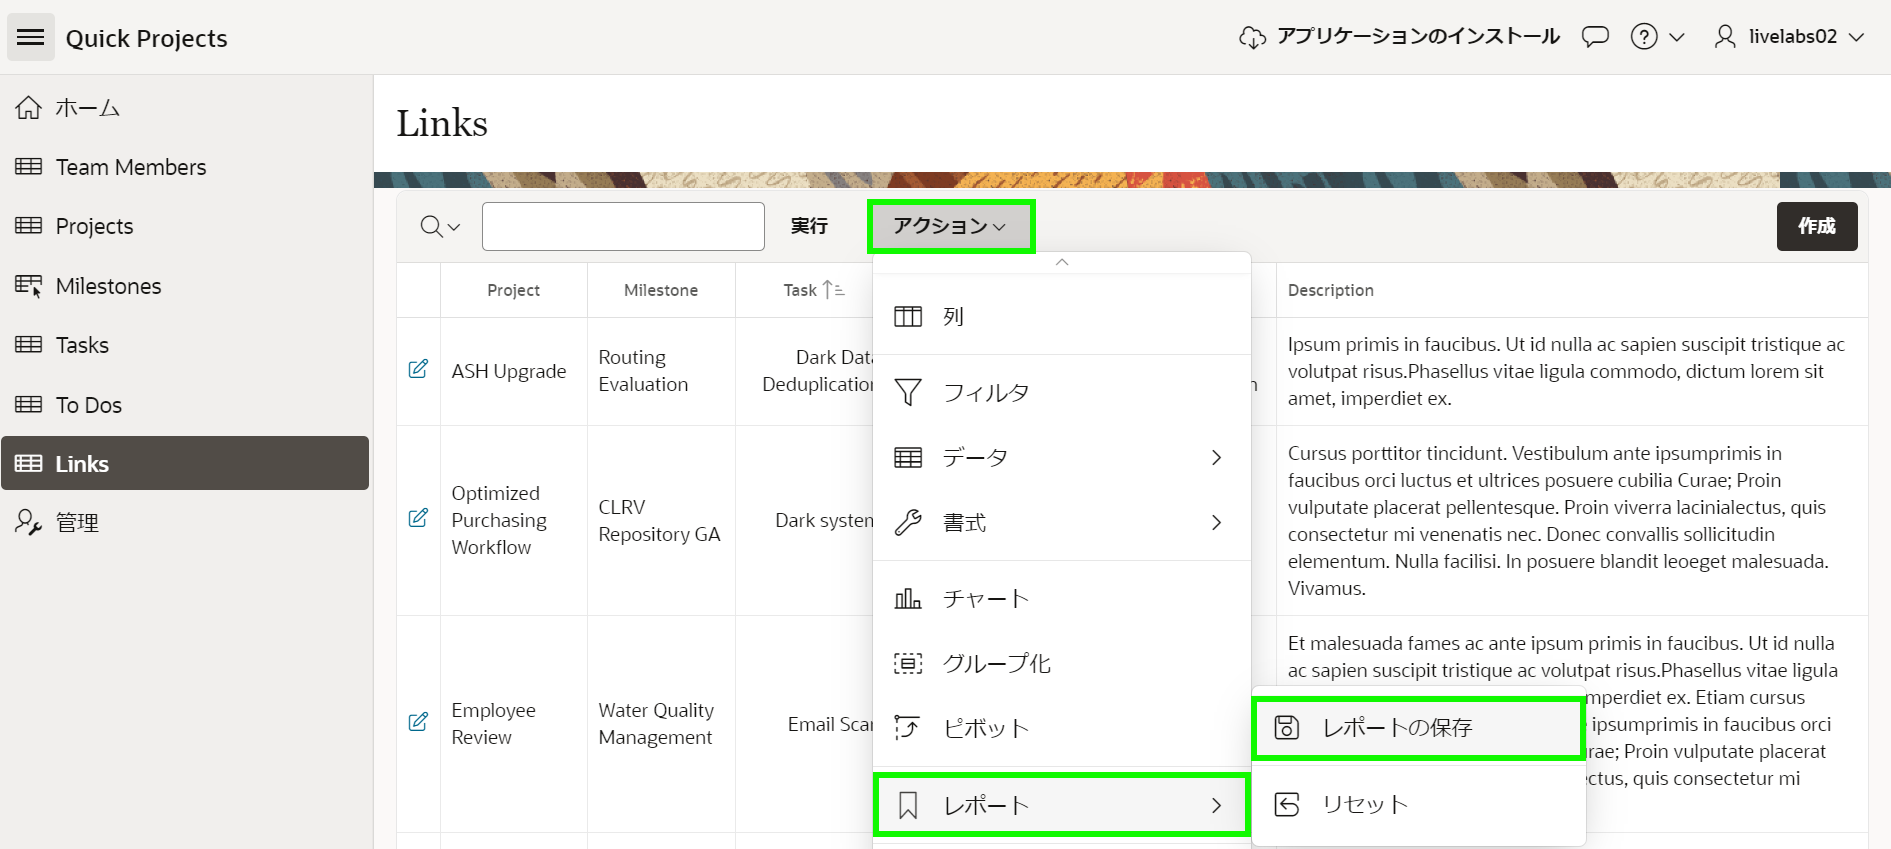 Quick Projects
アプリケーションのインストール
livelabs02
ホーム
Team Members
Projects
Milestones
Tasks
To Dos
Links
管理
Links
実行
アクション
作成
Project
Milestone
Task
Description
ASH Upgrade
Routing
Evaluation
Dark Data
Deduplication
n
Ipsum primis in faucibus. Ut id nulla ac sapien suscipit tristique ac
volutpat risus.Phasellus vitae ligula commodo, dictum lorem sit
amet, imperdiet ex.
Optimized
Purchasing
Workflow
CLRV
Repository GA
Dark system
Cursus porttitor tincidunt. Vestibulum ante ipsumprimis in
faucibus orci luctus et ultrices posuere cubilia Curae; Proin
vulputate placerat pellentesque. Proin viverra lacinialectus, quis
consectetur mi venenatis nec. Donec convallis sollicitudin
elementum. Nulla facilisi. In posuere blandit leoeget malesuada.
Vivamus.
Employee
Review
Water Quality
Management
Email Scar
Et malesuada fames ac ante ipsum primis in faucibus. Ut id nulla
ac sapien suscipit tristique ac volutpat risus.Phasellus vitae ligula
mperdiet ex. Etiam cursus
ipsumprimis in faucibus orci
rae; Proin vulputate placerat
ectus, quis consectetur mi
列
フィルタ
データ
書式
チャート
グループ化
ピボット
レポート
レポートの保存
リセット